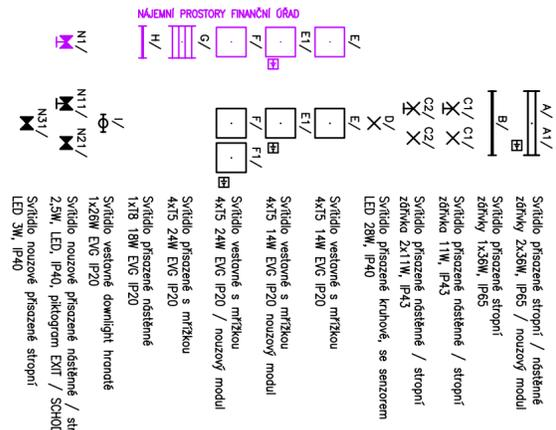 NÁJEMNÍ PROSTORY FINANČNÍ ÚŘAD
A/ A1/
Svítidlo přisazené stropní / nástěnné
zářivky 2x36W, IP65 / nouzový modul
B/
Svítidlo přisazené stropní
zářivky 1x36W, IP65
C1/ C1/
Svítidlo přisazené nástěnné / stropní
zářivka 11W, IP43
C2/ C2/
Svítidlo přisazené nástěnné / stropní
zářivka 2x11W, IP43
D/
Svítidlo přisazené kruhové, se senzorem
LED 28W, IP40
E/ E/
Svítidlo vestavné s mřížkou
4xT5 14W EVG IP20
E1/ E1/
Svítidlo vestavné s mřížkou
4xT5 14W EVG IP20 nouzový modul
F/ F/ F1/
Svítidlo vestavné s mřížkou
4xT5 24W EVG IP20 / nouzový modul
G/
Svítidlo přisazené s mřížkou
4xT5 24W EVG IP20
H/
Svítidlo přisazené nástěnné
1xT8 18W EVG IP20
I/
Svítidlo vestavné downlight hranaté
1x26W EVG IP20
N1/ N11/ N21/
Svítidlo nouzové přisazené nástěnné / str
2,5W, LED, IP40, piktogram EXIT / SCHOD
N31/
Svítidlo nouzové přisazené stropní
LED 3W, IP40